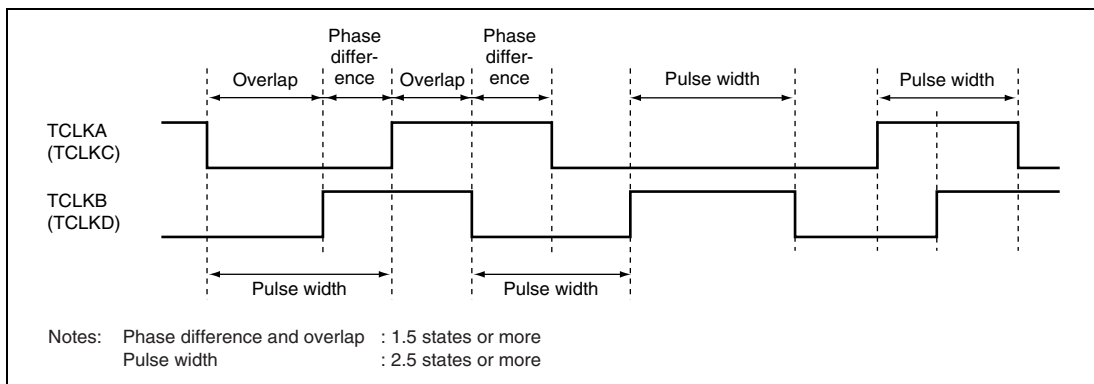 Phase differ- ence
Phase differ- ence
Overlap
Overlap
Pulse width
Pulse width
TCLKA
(TCLKC)
TCLKB
(TCLKD)
Pulse width
Pulse width
Notes: Phase difference and overlap : 1.5 states or more
Pulse width : 2.5 states or more